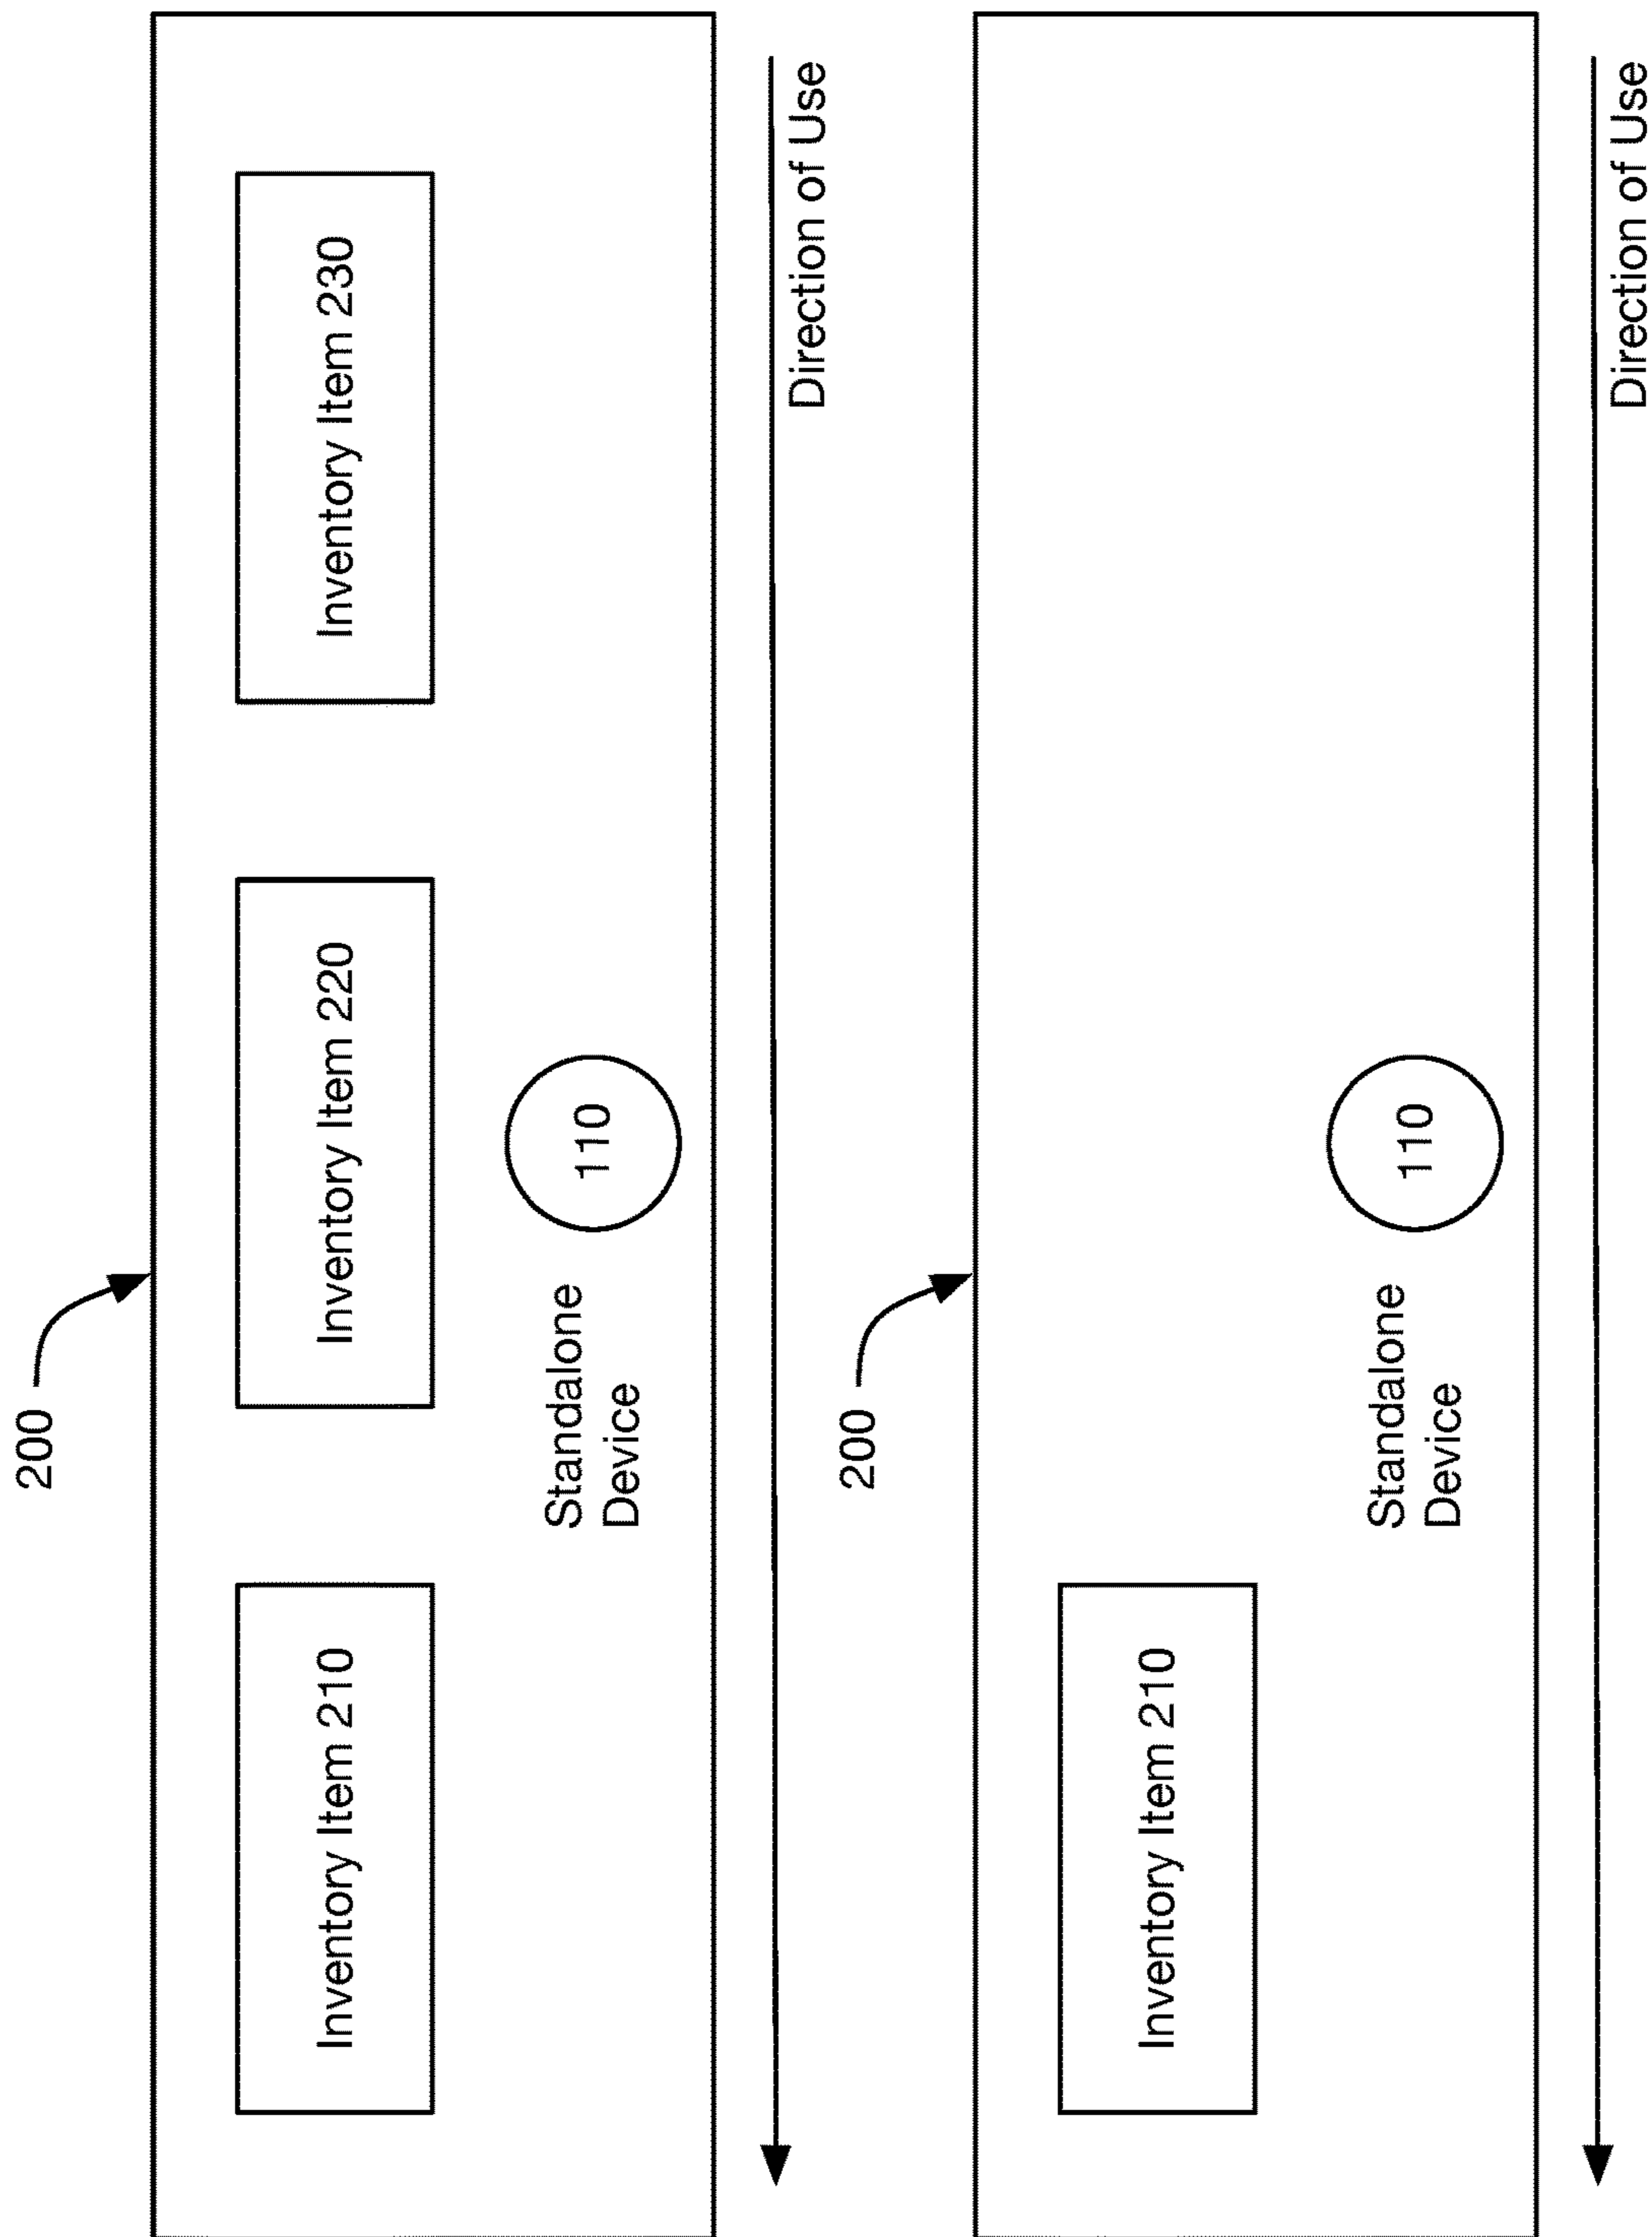 200
Inventory Item 210
Inventory Item 220
Inventory Item 230
Standalone
Device
110
Direction of Use
200
Inventory Item 210
Standalone
Device
110
Direction of Use